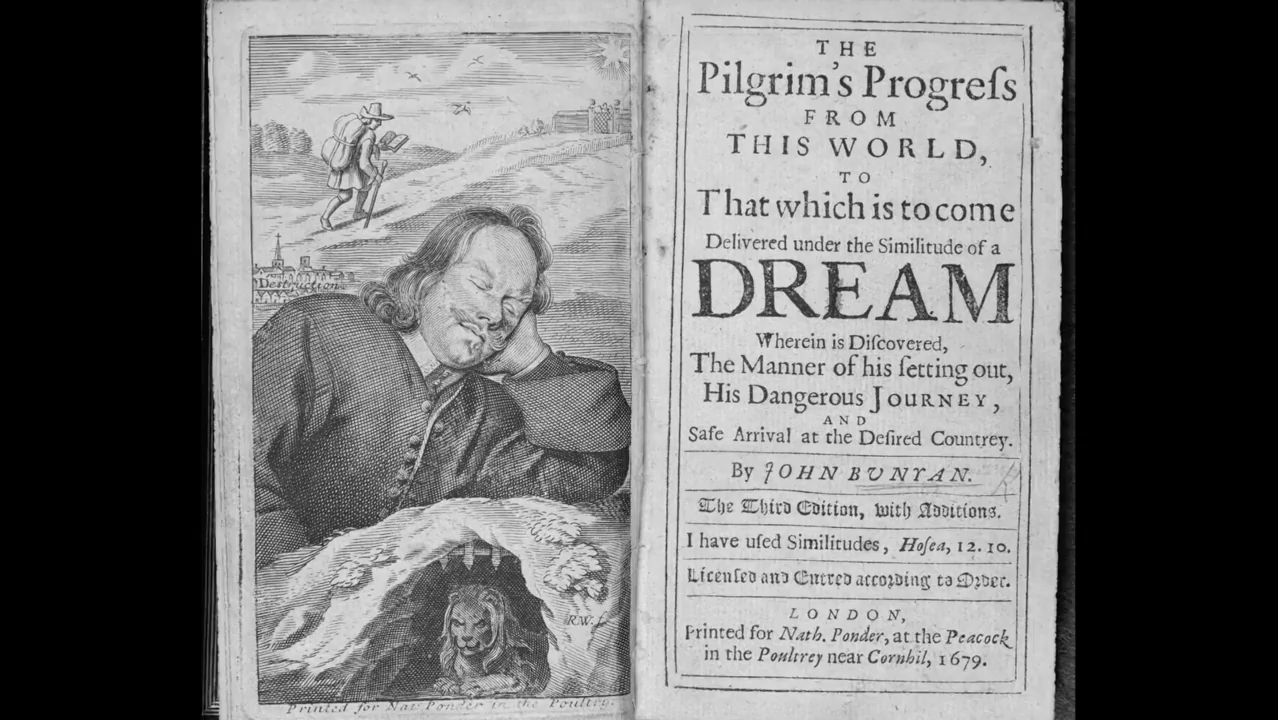 Destruction
R.W.
Printed for Nat Ponder in the Poultry.
THE
Pilgrim's Progreſs
FROM
THIS WORLD,
TO
That which is to come
Delivered under the Similitude of a
DREAM
Wherein is Diſcovered,
The Manner of his ſetting out,
His Dangerous JOURNEY,
AND
Safe Arrival at the Deſired Countrey.
By JOHN BUNYAN.
The Third Edition, with Additions.
I have uſed Similitudes, Hoſea, 12. 10.
Licenſed and Entred according to Order.
LONDON,
Printed for Nath. Ponder, at the Peacock
in the Poultrey near Cornhil, 1679.